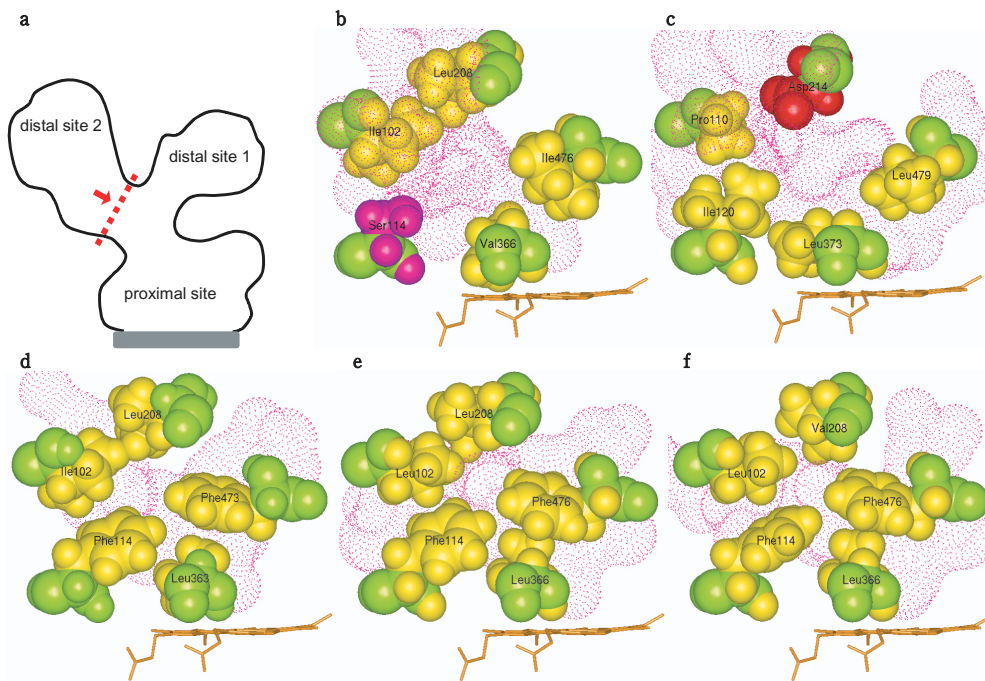 a
distal site 2
distal site 1
proximal site
b
Leu208
Ile102
Ile476
Ser114
Val366
c
Asp214
Pro110
Leu479
Ile120
Leu373
d
Leu208
Ile102
Phe473
Phe114
Leu363
e
Leu208
Leu102
Phe476
Phe114
Leu366
f
Val208
Leu102
Phe476
Phe114
Leu366